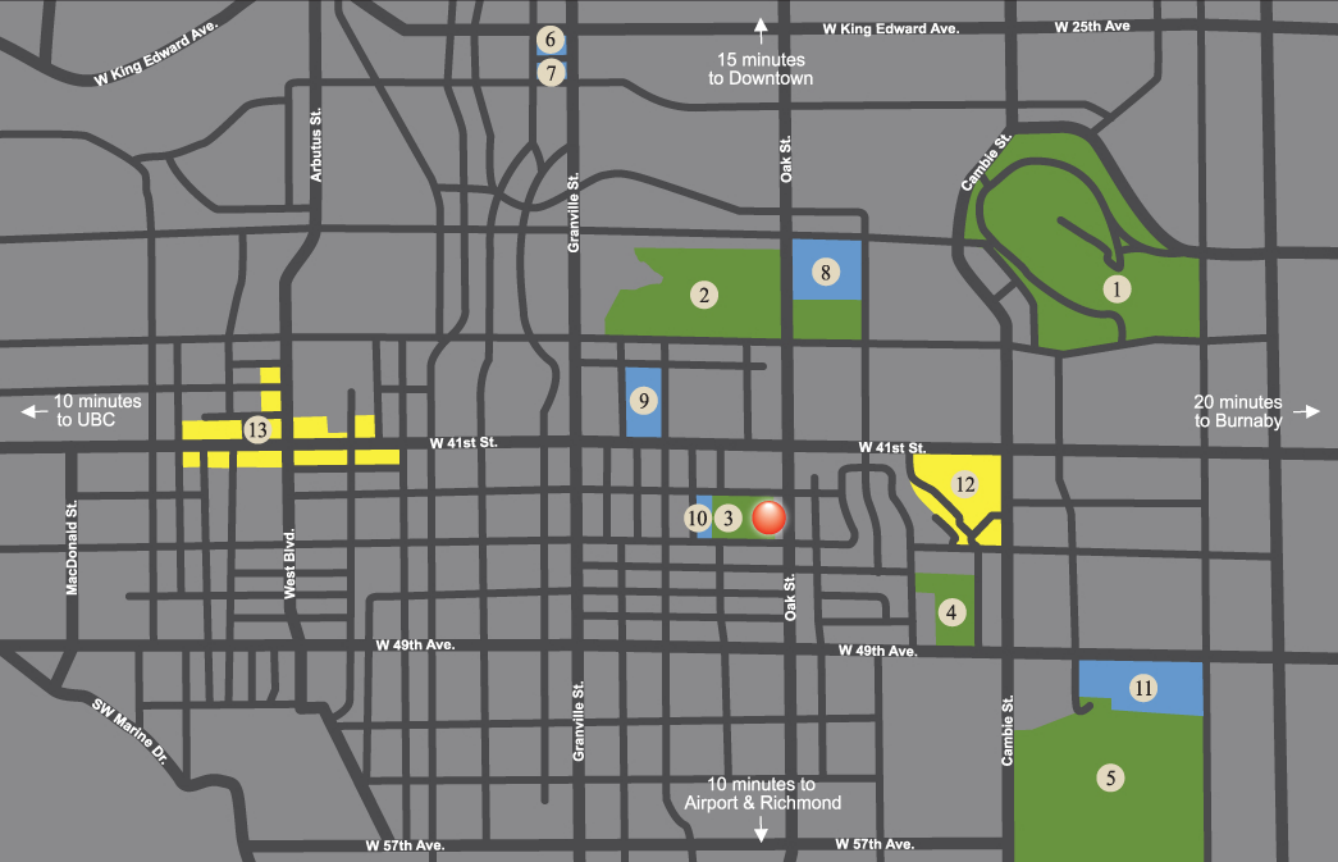 W King Edward Ave.
6
7
15 minutes
to Downtown
W King Edward Ave.
W 25th Ave
Arbutus St.
Granville St.
Oak St.
Cambie St.
2
8
1
10 minutes
to UBC
9
20 minutes
to Burnaby
13
W 41st St.
W 41st St.
12
MacDonald St.
West Blvd.
10
3
Oak St.
4
W 49th Ave.
W 49th Ave.
SW Marine Dr.
Granville St.
Cambie St.
11
5
10 minutes to
Airport & Richmond
W 57th Ave.
W 57th Ave.